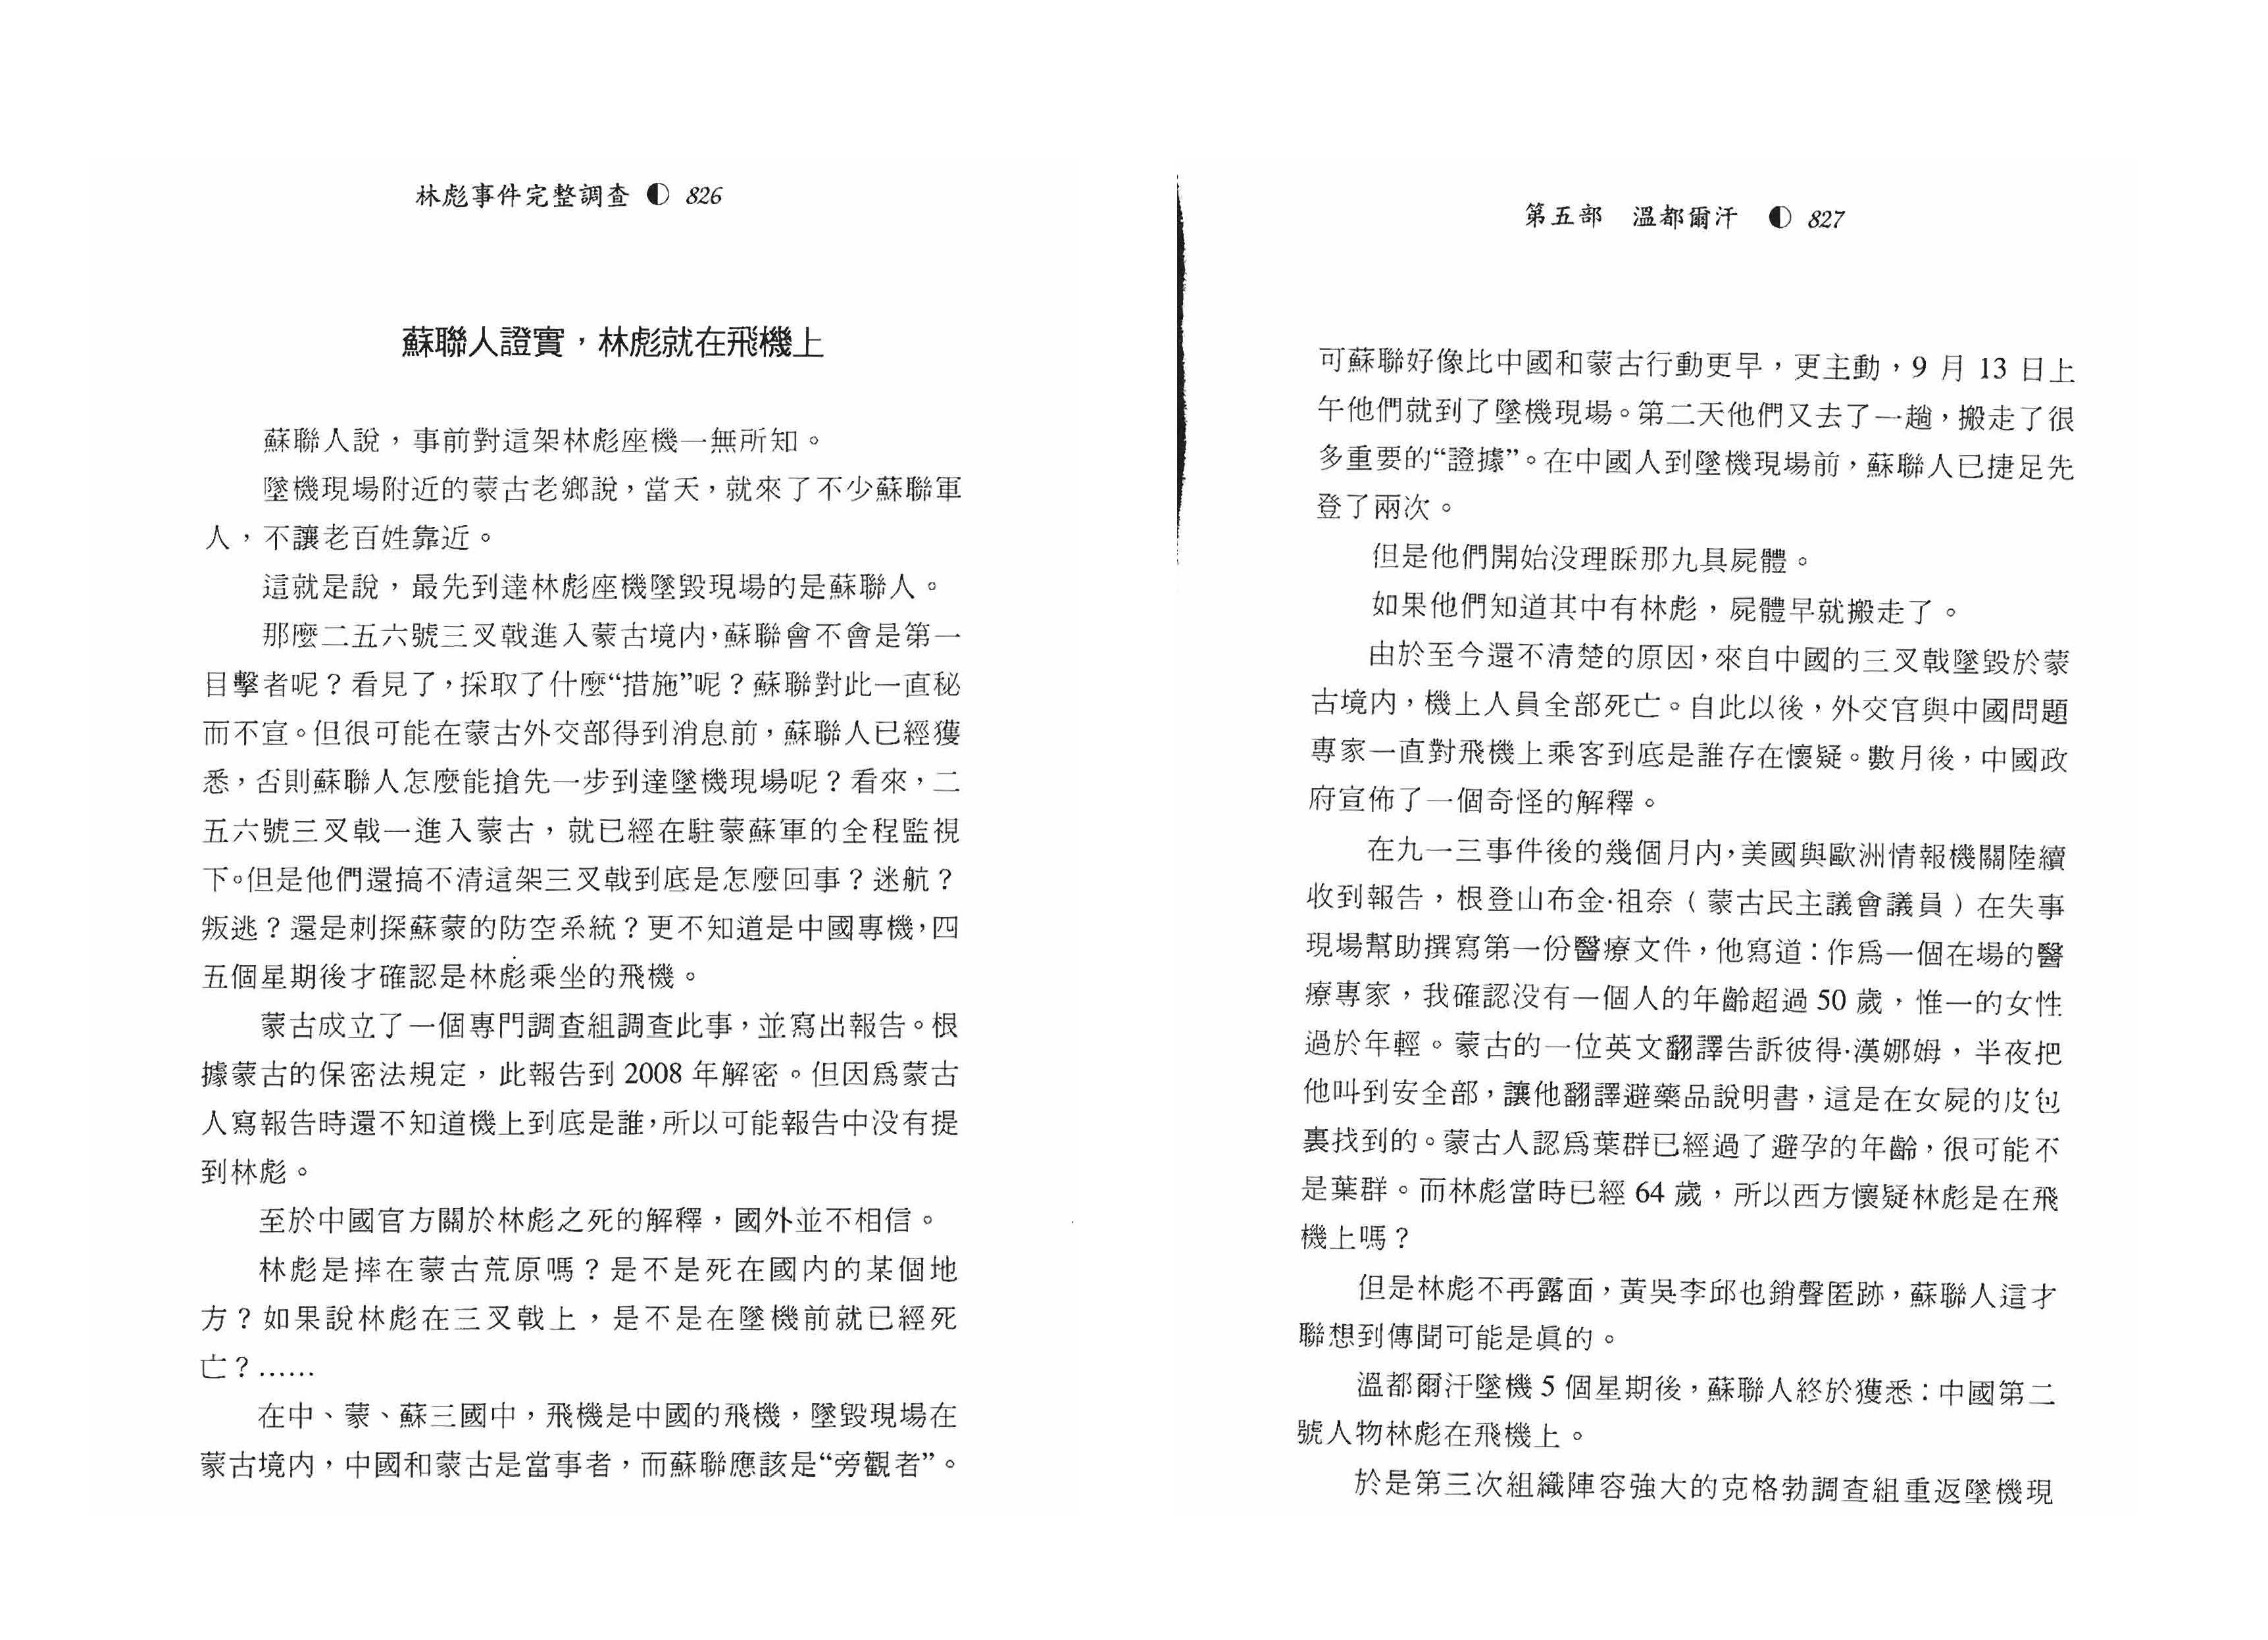 林彪事件完整調查 ◐ 826
蘇聯人證實，林彪就在飛機上
蘇聯人說，事前對這架林彪座機一無所知。
墜機現場附近的蒙古老鄉說，當天，就來了不少蘇聯軍
人，不讓老百姓靠近。
這就是說，最先到達林彪座機墜毀現場的是蘇聯人。
那麼二五六號三叉戟進入蒙古境内，蘇聯會不會是第一
目擊者呢？看見了，採取了什麼“措施”呢？蘇聯對此一直秘
而不宣。但很可能在蒙古外交部得到消息前，蘇聯人已經獲
悉，否則蘇聯人怎麼能搶先一步到達墜機現場呢？看來，二
五六號三叉戟一進入蒙古，就已經在駐蒙蘇軍的全程監視
下。但是他們還搞不清這架三叉戟到底是怎麼回事？迷航？
叛逃？還是刺探蘇蒙的防空系統？更不知道是中國專機，四
五個星期後才確認是林彪乘坐的飛機。
蒙古成立了一個專門調查組調查此事，並寫出報告。根
據蒙古的保密法規定，此報告到 2008 年解密。但因爲蒙古
人寫報告時還不知道機上到底是誰，所以可能報告中没有提
到林彪。
至於中國官方關於林彪之死的解釋，國外並不相信。
林彪是摔在蒙古荒原嗎？是不是死在國内的某個地
方？如果說林彪在三叉戟上，是不是在墜機前就已經死
亡？……
在中、蒙、蘇三國中，飛機是中國的飛機，墜毀現場在
蒙古境内，中國和蒙古是當事者，而蘇聯應該是“旁觀者”。
第五部　溫都爾汗　◐ 827
可蘇聯好像比中國和蒙古行動更早，更主動，9 月 13 日上
午他們就到了墜機現場。第二天他們又去了一趟，搬走了很
多重要的“證據”。在中國人到墜機現場前，蘇聯人已捷足先
登了兩次。
但是他們開始没理睬那九具屍體。
如果他們知道其中有林彪，屍體早就搬走了。
由於至今還不清楚的原因，來自中國的三叉戟墜毀於蒙
古境内，機上人員全部死亡。自此以後，外交官與中國問題
專家一直對飛機上乘客到底是誰存在懷疑。數月後，中國政
府宣佈了一個奇怪的解釋。
在九一三事件後的幾個月内，美國與歐洲情報機關陸續
收到報告，根登山布金·祖奈（蒙古民主議會議員）在失事
現場幫助撰寫第一份醫療文件，他寫道：作爲一個在場的醫
療專家，我確認没有一個人的年齡超過 50 歲，惟一的女性
過於年輕。蒙古的一位英文翻譯告訴彼得·漢娜姆，半夜把
他叫到安全部，讓他翻譯避藥品說明書，這是在女屍的皮包
裏找到的。蒙古人認爲葉群已經過了避孕的年齡，很可能不
是葉群。而林彪當時已經 64 歲，所以西方懷疑林彪是在飛
機上嗎？
但是林彪不再露面，黃吳李邱也銷聲匿跡，蘇聯人這才
聯想到傳聞可能是眞的。
溫都爾汗墜機 5 個星期後，蘇聯人終於獲悉：中國第二
號人物林彪在飛機上。
於是第三次組織陣容強大的克格勃調查組重返墜機現